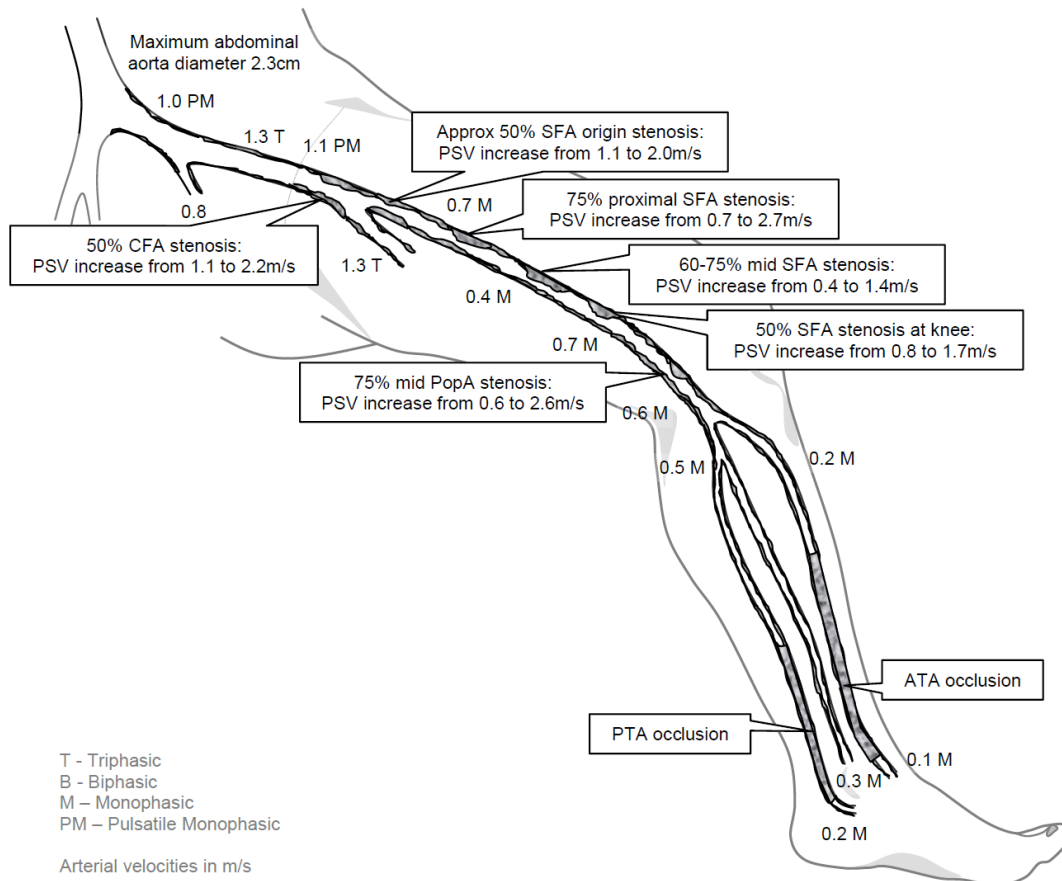 Maximum abdominal
aorta diameter 2.3cm
1.0 PM
1.3 T
1.1 PM
Approx 50% SFA origin stenosis:
PSV increase from 1.1 to 2.0m/s
0.8
0.7 M
75% proximal SFA stenosis:
PSV increase from 0.7 to 2.7m/s
50% CFA stenosis:
PSV increase from 1.1 to 2.2m/s
1.3 T
60-75% mid SFA stenosis:
PSV increase from 0.4 to 1.4m/s
0.4 M
50% SFA stenosis at knee:
PSV increase from 0.8 to 1.7m/s
0.7 M
75% mid PopA stenosis:
PSV increase from 0.6 to 2.6m/s
0.6 M
0.5 M
0.2 M
ATA occlusion
PTA occlusion
0.1 M
0.3 M
0.2 M
T - Triphasic
B - Biphasic
M – Monophasic
PM – Pulsatile Monophasic
Arterial velocities in m/s